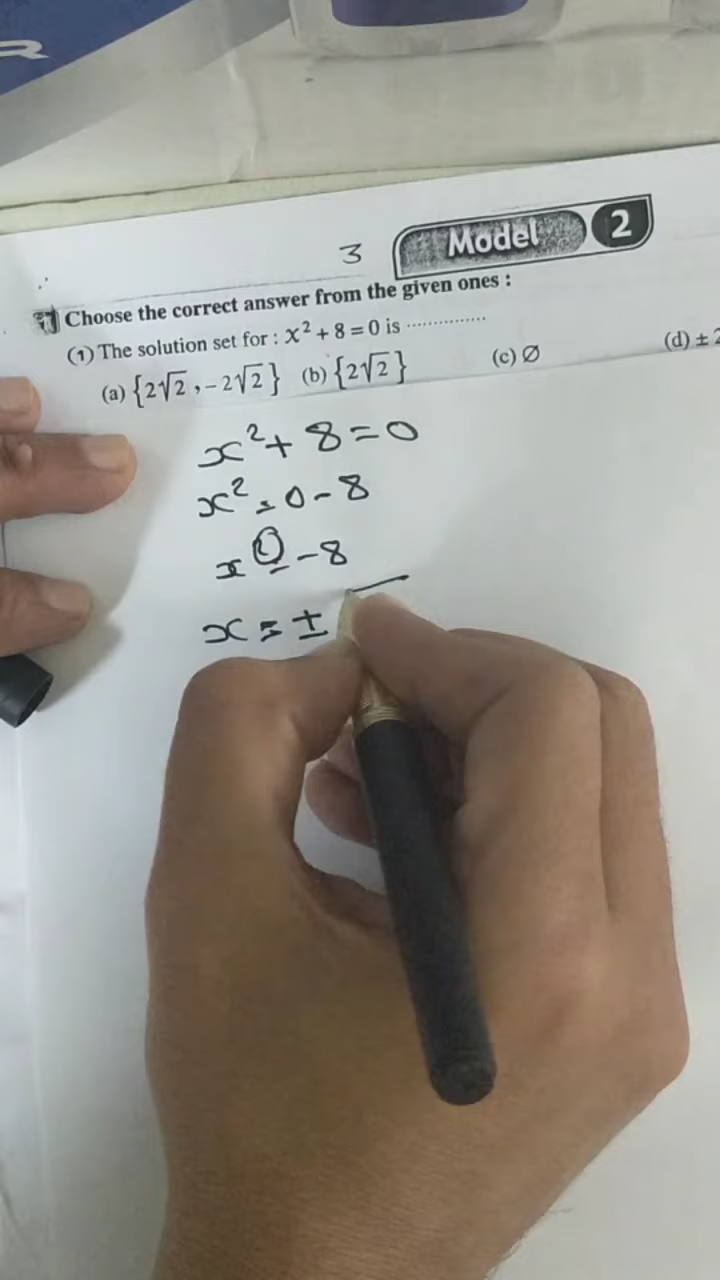 3
Model 2
Choose the correct answer from the given ones :
(1) The solution set for : x² + 8 = 0 is ..............
(a) {2√2 , -2√2} (b) {2√2} (c) Ø (d) ± 2
x² + 8 = 0
x² = 0 - 8
x² = -8
x = ± √